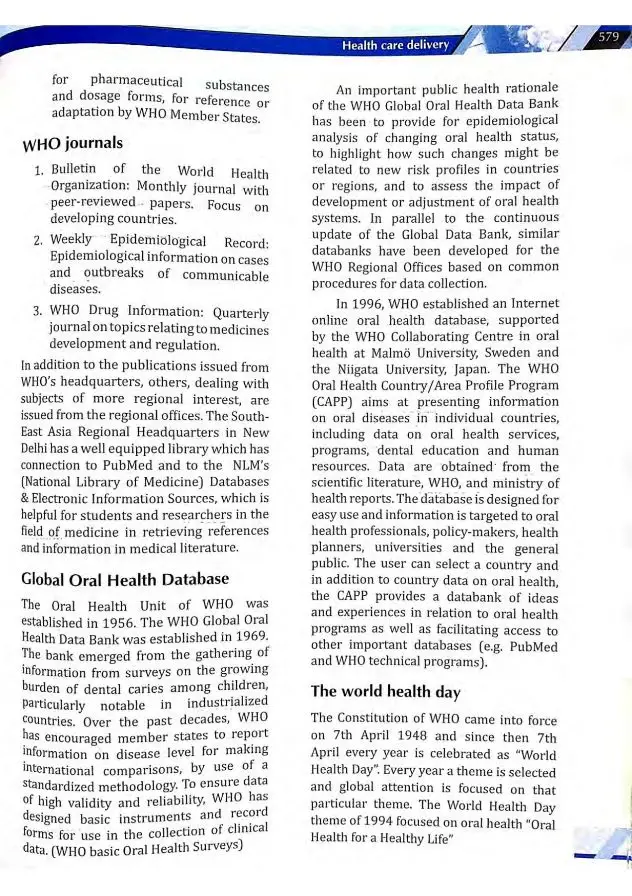 Health care delivery
579
for pharmaceutical substances
and dosage forms, for reference or
adaptation by WHO Member States.
WHO journals
1. Bulletin of the World Health
Organization: Monthly journal with
peer-reviewed papers. Focus on
developing countries.
2. Weekly Epidemiological Record:
Epidemiological information on cases
and outbreaks of communicable
diseases.
3. WHO Drug Information: Quarterly
journal on topics relating to medicines
development and regulation.
In addition to the publications issued from
WHO's headquarters, others, dealing with
subjects of more regional interest, are
issued from the regional offices. The South-
East Asia Regional Headquarters in New
Delhi has a well equipped library which has
connection to PubMed and to the NLM's
(National Library of Medicine) Databases
& Electronic Information Sources, which is
helpful for students and researchers in the
field of medicine in retrieving references
and information in medical literature.
Global Oral Health Database
The Oral Health Unit of WHO was
established in 1956. The WHO Global Oral
Health Data Bank was established in 1969.
The bank emerged from the gathering of
information from surveys on the growing
burden of dental caries among children,
particularly notable in industrialized
countries. Over the past decades, WHO
has encouraged member states to report
information on disease level for making
international comparisons, by use of a
standardized methodology. To ensure data
of high validity and reliability, WHO has
designed basic instruments and record
forms for use in the collection of clinical
data. (WHO basic Oral Health Surveys)
An important public health rationale
of the WHO Global Oral Health Data Bank
has been to provide for epidemiological
analysis of changing oral health status,
to highlight how such changes might be
related to new risk profiles in countries
or regions, and to assess the impact of
development or adjustment of oral health
systems. In parallel to the continuous
update of the Global Data Bank, similar
databanks have been developed for the
WHO Regional Offices based on common
procedures for data collection.
In 1996, WHO established an Internet
online oral health database, supported
by the WHO Collaborating Centre in oral
health at Malmö University, Sweden and
the Niigata University, Japan. The WHO
Oral Health Country/Area Profile Program
(CAPP) aims at presenting information
on oral diseases in individual countries,
including data on oral health services,
programs, dental education and human
resources. Data are obtained from the
scientific literature, WHO, and ministry of
health reports. The database is designed for
easy use and information is targeted to oral
health professionals, policy-makers, health
planners, universities and the general
public. The user can select a country and
in addition to country data on oral health,
the CAPP provides a databank of ideas
and experiences in relation to oral health
programs as well as facilitating access to
other important databases (e.g. PubMed
and WHO technical programs).
The world health day
The Constitution of WHO came into force
on 7th April 1948 and since then 7th
April every year is celebrated as "World
Health Day". Every year a theme is selected
and global attention is focused on that
particular theme. The World Health Day
theme of 1994 focused on oral health "Oral
Health for a Healthy Life"